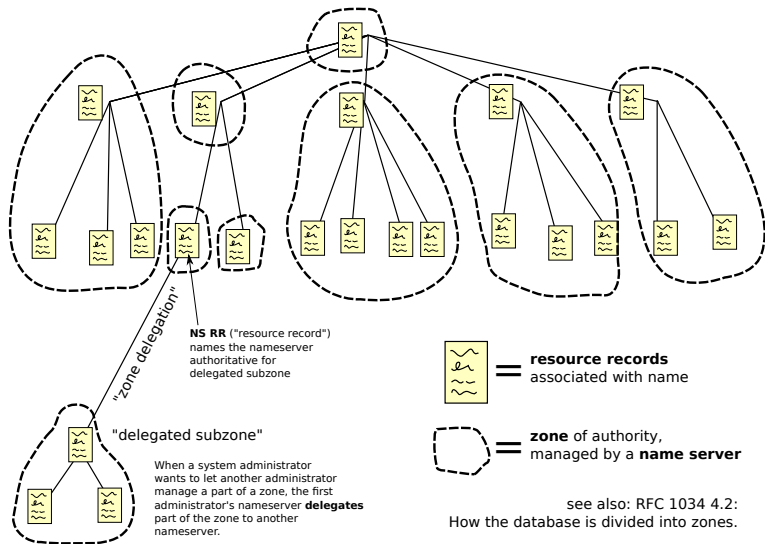 "zone delegation"
NS RR ("resource record")
names the nameserver
authoritative for
delegated subzone
"delegated subzone"
When a system administrator
wants to let another administrator
manage a part of a zone, the first
administrator's nameserver delegates
part of the zone to another
nameserver.
= resource records
associated with name
= zone of authority,
managed by a name server
see also: RFC 1034 4.2:
How the database is divided into zones.